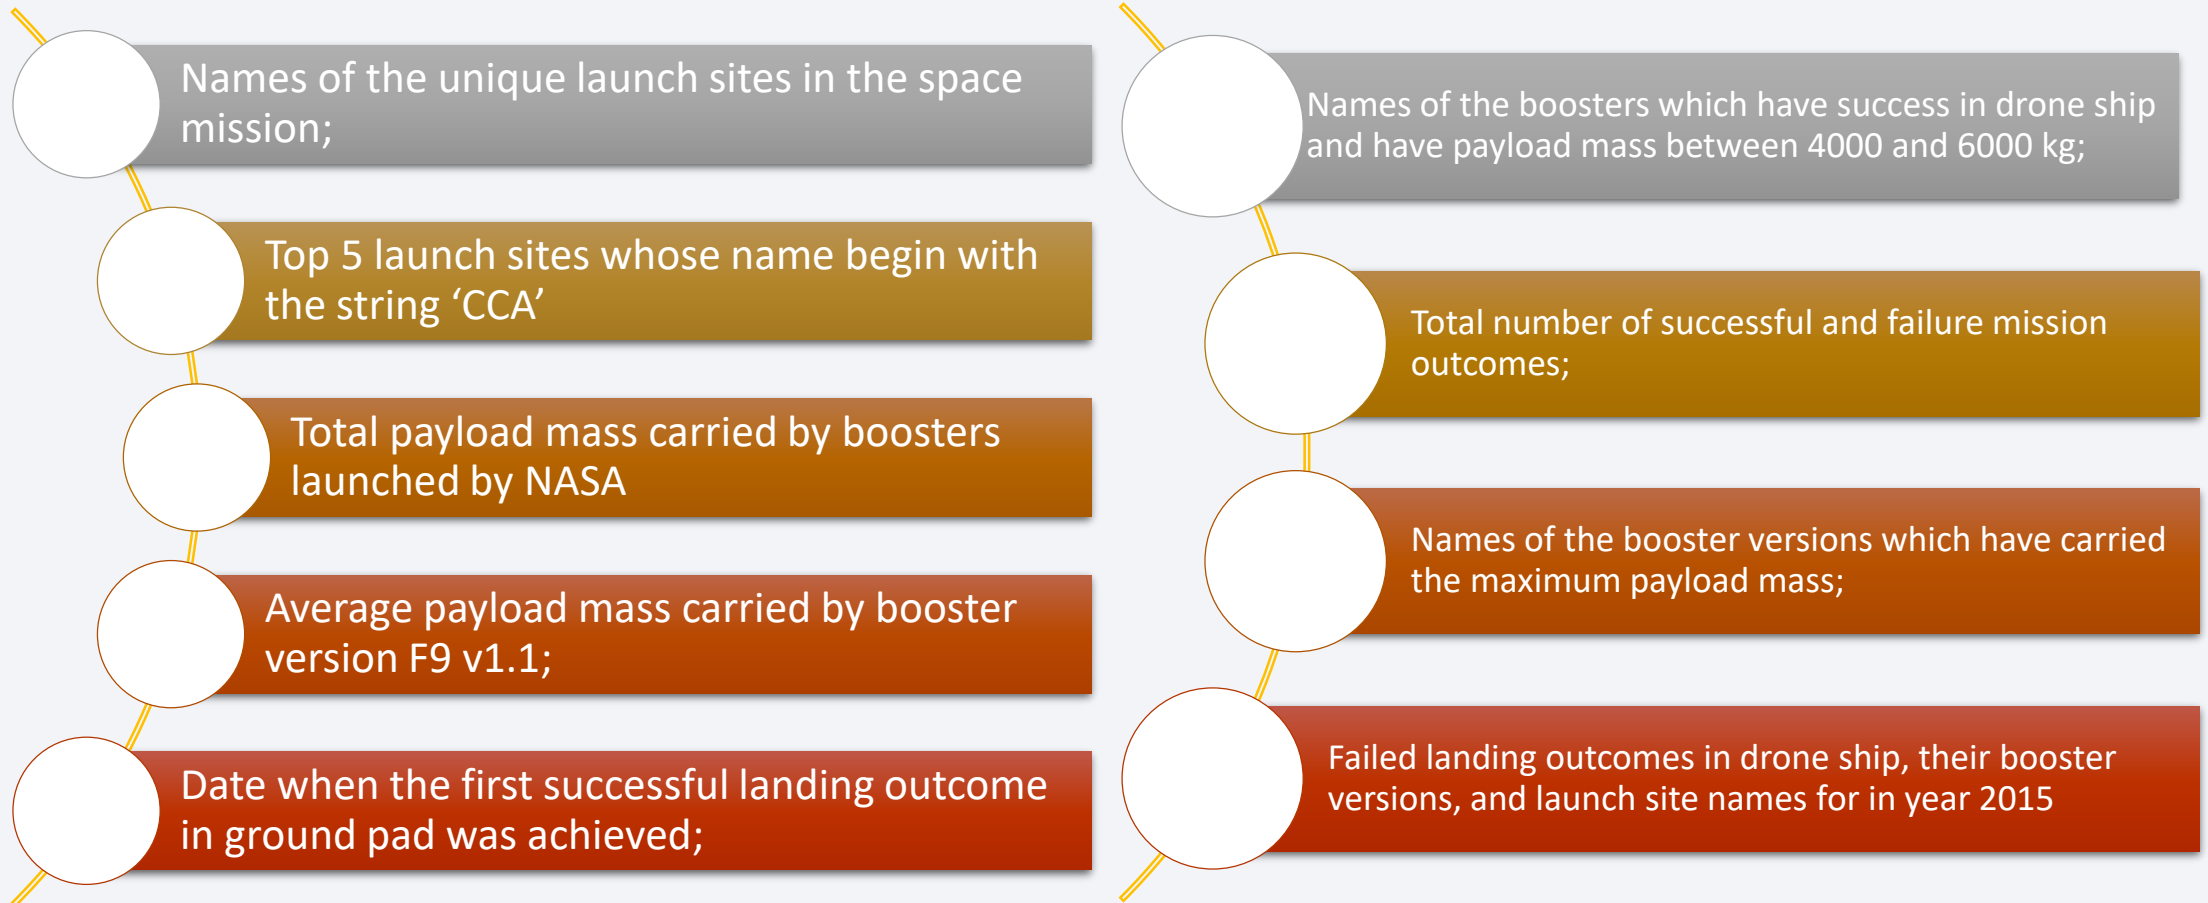 Names of the unique launch sites in the space
mission;
Top 5 launch sites whose name begin with
the string ‘CCA’
Total payload mass carried by boosters
launched by NASA
Average payload mass carried by booster
version F9 v1.1;
Date when the first successful landing outcome
in ground pad was achieved;
Names of the boosters which have success in drone ship
and have payload mass between 4000 and 6000 kg;
Total number of successful and failure mission
outcomes;
Names of the booster versions which have carried
the maximum payload mass;
Failed landing outcomes in drone ship, their booster
versions, and launch site names for in year 2015